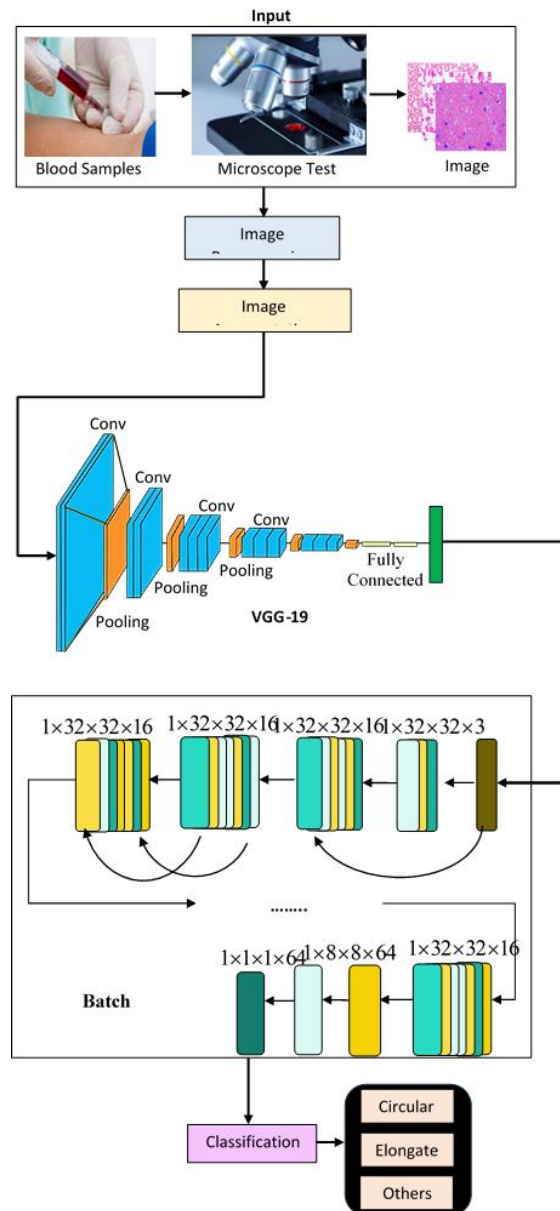 Input
Blood Samples
Microscope Test
Image
Image
Image
Conv
Conv
Conv
Conv
Pooling
Pooling
Pooling
Fully
Connected
VGG-19
1×32×32×16
1×32×32×16
1×32×32×16
1×32×32×3
........
1×1×1×64
1×8×8×64
1×32×32×16
Batch
Classification
Circular
Elongate
Others